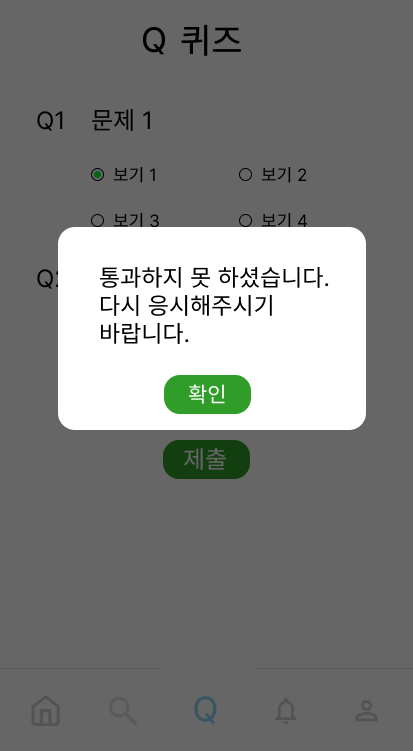 Q 퀴즈
Q1 문제 1
보기 1 보기 2
보기 3 보기 4
Q2
통과하지 못 하셨습니다.
다시 응시해주시기
바랍니다.
확인
제출
Q